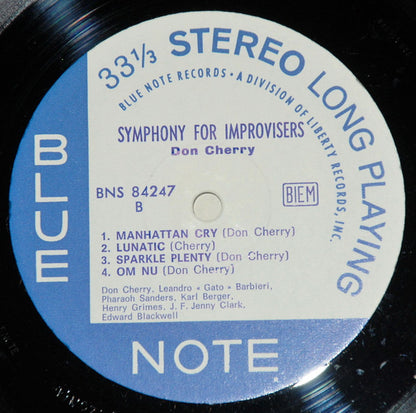 33⅓ STEREO LONG PLAYING
BLUE NOTE RECORDS • A DIVISION OF LIBERTY RECORDS, INC.
SYMPHONY FOR IMPROVISERS
Don Cherry
BNS 84247
B
BIEM
1. MANHATTAN CRY (Don Cherry)
2. LUNATIC (Cherry)
3. SPARKLE PLENTY (Don Cherry)
4. OM NU (Don Cherry)
Don Cherry, Leandro « Gato » Barbieri,
Pharaoh Sanders, Karl Berger,
Henry Grimes, J. F. Jenny Clark,
Edward Blackwell
BLUE
NOTE